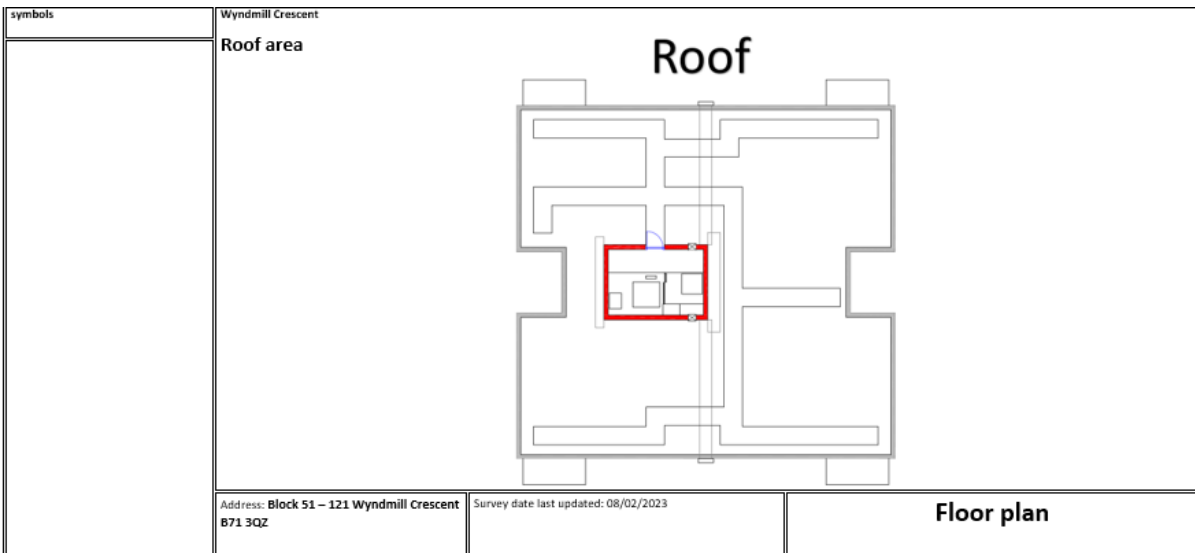 symbols
Wyndmill Crescent
Roof area
Roof
Address: Block 51 – 121 Wyndmill Crescent
B71 3QZ
Survey date last updated: 08/02/2023
Floor plan